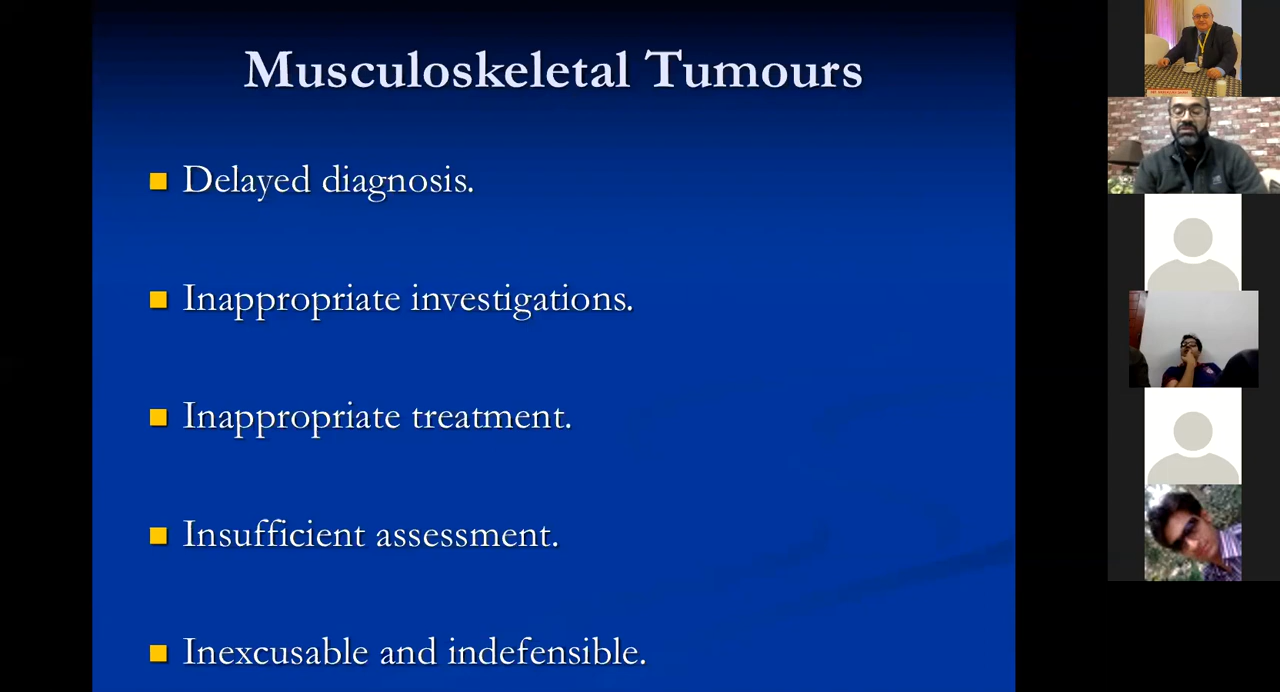 Musculoskeletal Tumours
Delayed diagnosis.
Inappropriate investigations.
Inappropriate treatment.
Insufficient assessment.
Inexcusable and indefensible.